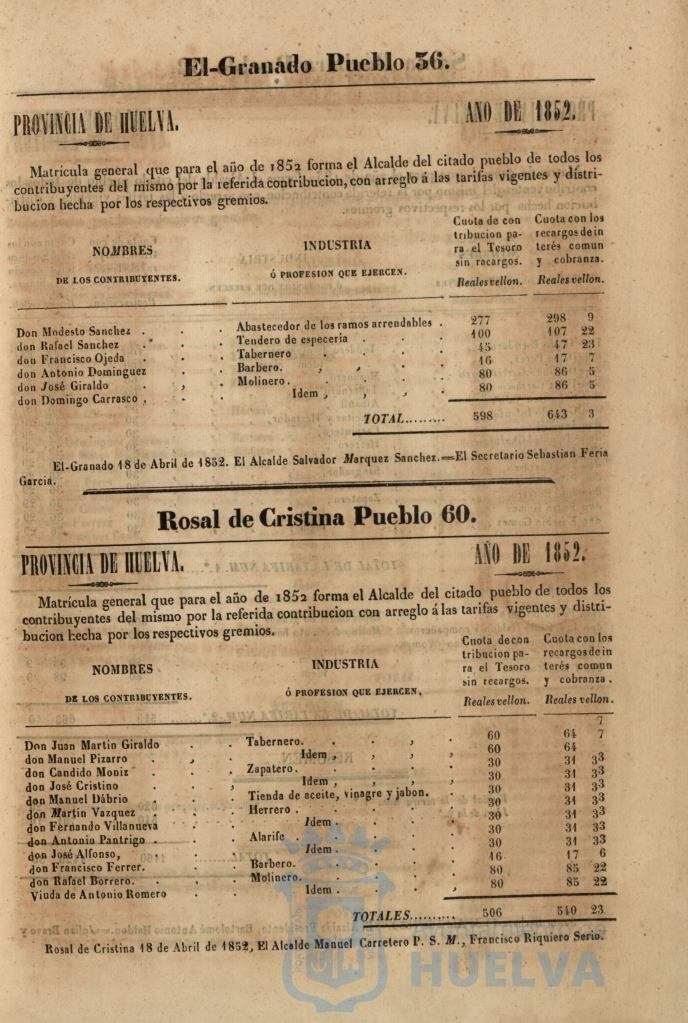 El-Granado Pueblo 36.
PROVINCIA DE HUELVA. AÑO DE 1852.
Matricula general que para el año de 1852 forma el Alcalde del citado pueblo de todos los
contribuyentes del mismo por la referida contribucion, con arreglo á las tarifas vigentes y distri-
bucion hecha por los respectivos gremios.
NOMBRES
DE LOS CONTRIBUYENTES.
INDUSTRIA
Ó PROFESION QUE EJERCEN.
Cuota de con
tribucion pa-
ra el Tesoro
sin racargos.
Reales vellon.
Cuota con los
recargos de in
terés comun
y cobranza.
Reales vellon.
Don Modesto Sanchez . . . Abastecedor de los ramos arrendables . 277 298 9
don Rafael Sanchez . . . Tendero de especería . . . 100 107 22
don Francisco Ojeda . . . Tabernero . . . . 45 47 23
don Antonio Dominguez . . Barbero. , , . . 16 17 7
don José Giraldo . , . Molinero. . . . . 80 86 5
don Domingo Carrasco , . . Idem , , . . 80 86 5
TOTAL......... 598 643 3
El-Granado 18 de Abril de 1852. El Alcalde Salvador Marquez Sanchez.=El Secretario Sebastian Feria
Garcia.
Rosal de Cristina Pueblo 60.
PROVINCIA DE HUELVA. AÑO DE 1852.
Matrícula general que para el año de 1852 forma el Alcalde del citado pueblo de todos los
contribuyentes del mismo por la referida contribucion con arreglo á las tarifas vigentes y distri-
bucion hecha por los respectivos gremios.
NOMBRES
DE LOS CONTRIBUYENTES.
INDUSTRIA
Ó PROFESION QUE EJERCEN,
Cuota de con
tribucion pa-
ra el Tesoro
sin recargos.
Reales vellon.
Cuota con los
recargos de in
terés comun
y cobranza .
Reales vellon.
Don Juan Martin Giraldo . . Tabernero. . . , . 60 64 7
don Manuel Pizarro . , . Idem , , , . 60 64 7
don Candido Moniz . . . Zapatero. . . . . 30 31 33
don José Cristino . . , Idem , , , . 30 31 33
don Manuel Dábrio . . Tienda de aceite, vinagre y jabon. . 30 31 33
don Martin Vazquez . . . Herrero . . . . . 30 31 33
don Fernando Villanueva . . Idem . . . . 30 31 33
don Antonio Pantrigo . . . Alarife . . . . 30 31 33
don José Alfonso, . . . Idem. . . . 30 31 33
don Francisco Ferrer. . . . Barbero. . . . 16 17 6
don Rafael Borrero. . . . Molinero. . . . 80 85 22
Viuda de Antonio Romero . . Idem . . . , 80 85 22
TOTALES.......... 506 540 23
Rosal de Cristina 18 de Abril de 1852, El Alcalde Manuel Carretero P. S. M., Francisco Riquiero Serio.
HUELVA